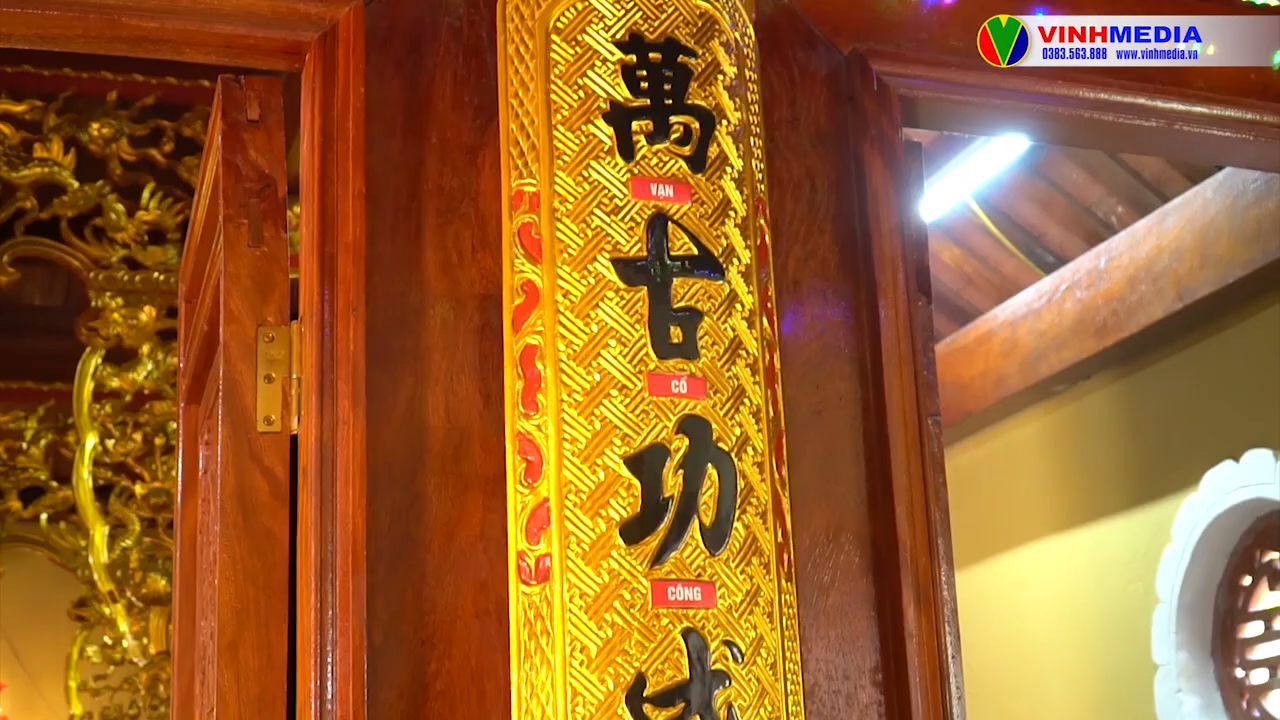 VINHMEDIA
0383.563.888 www.vinhmedia.vn
萬
VẠN
古
CỔ
功
CÔNG